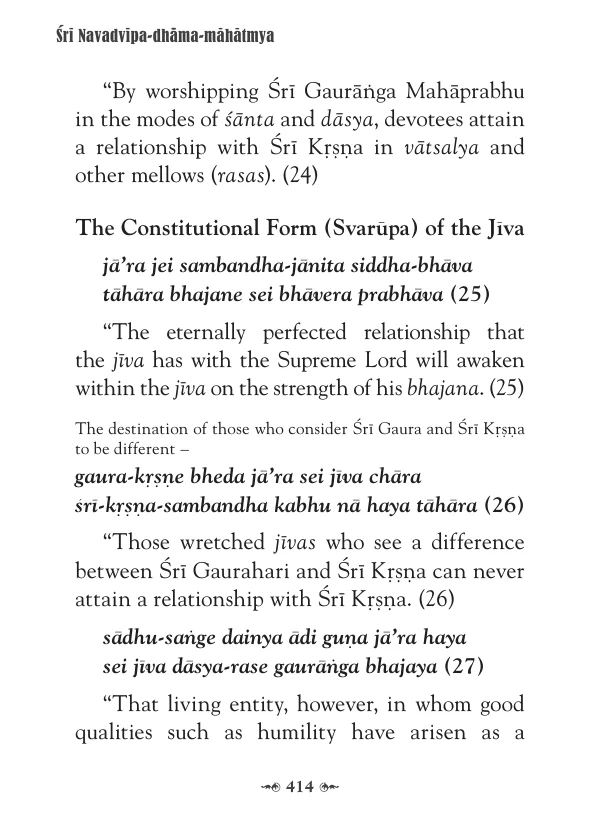 Śrī Navadvīpa-dhāma-māhātmya
“By worshipping Śrī Gaurāṅga Mahāprabhu
in the modes of śānta and dāsya, devotees attain
a relationship with Śrī Kṛṣṇa in vātsalya and
other mellows (rasas). (24)
The Constitutional Form (Svarūpa) of the Jīva
jā’ra jei sambandha-jānita siddha-bhāva
tāhāra bhajane sei bhāvera prabhāva (25)
“The eternally perfected relationship that
the jīva has with the Supreme Lord will awaken
within the jīva on the strength of his bhajana. (25)
The destination of those who consider Śrī Gaura and Śrī Kṛṣṇa
to be different –
gaura-kṛṣṇe bheda jā’ra sei jīva chāra
śrī-kṛṣṇa-sambandha kabhu nā haya tāhāra (26)
“Those wretched jīvas who see a difference
between Śrī Gaurahari and Śrī Kṛṣṇa can never
attain a relationship with Śrī Kṛṣṇa. (26)
sādhu-saṅge dainya ādi guṇa jā’ra haya
sei jīva dāsya-rase gaurāṅga bhajaya (27)
“That living entity, however, in whom good
qualities such as humility have arisen as a
414